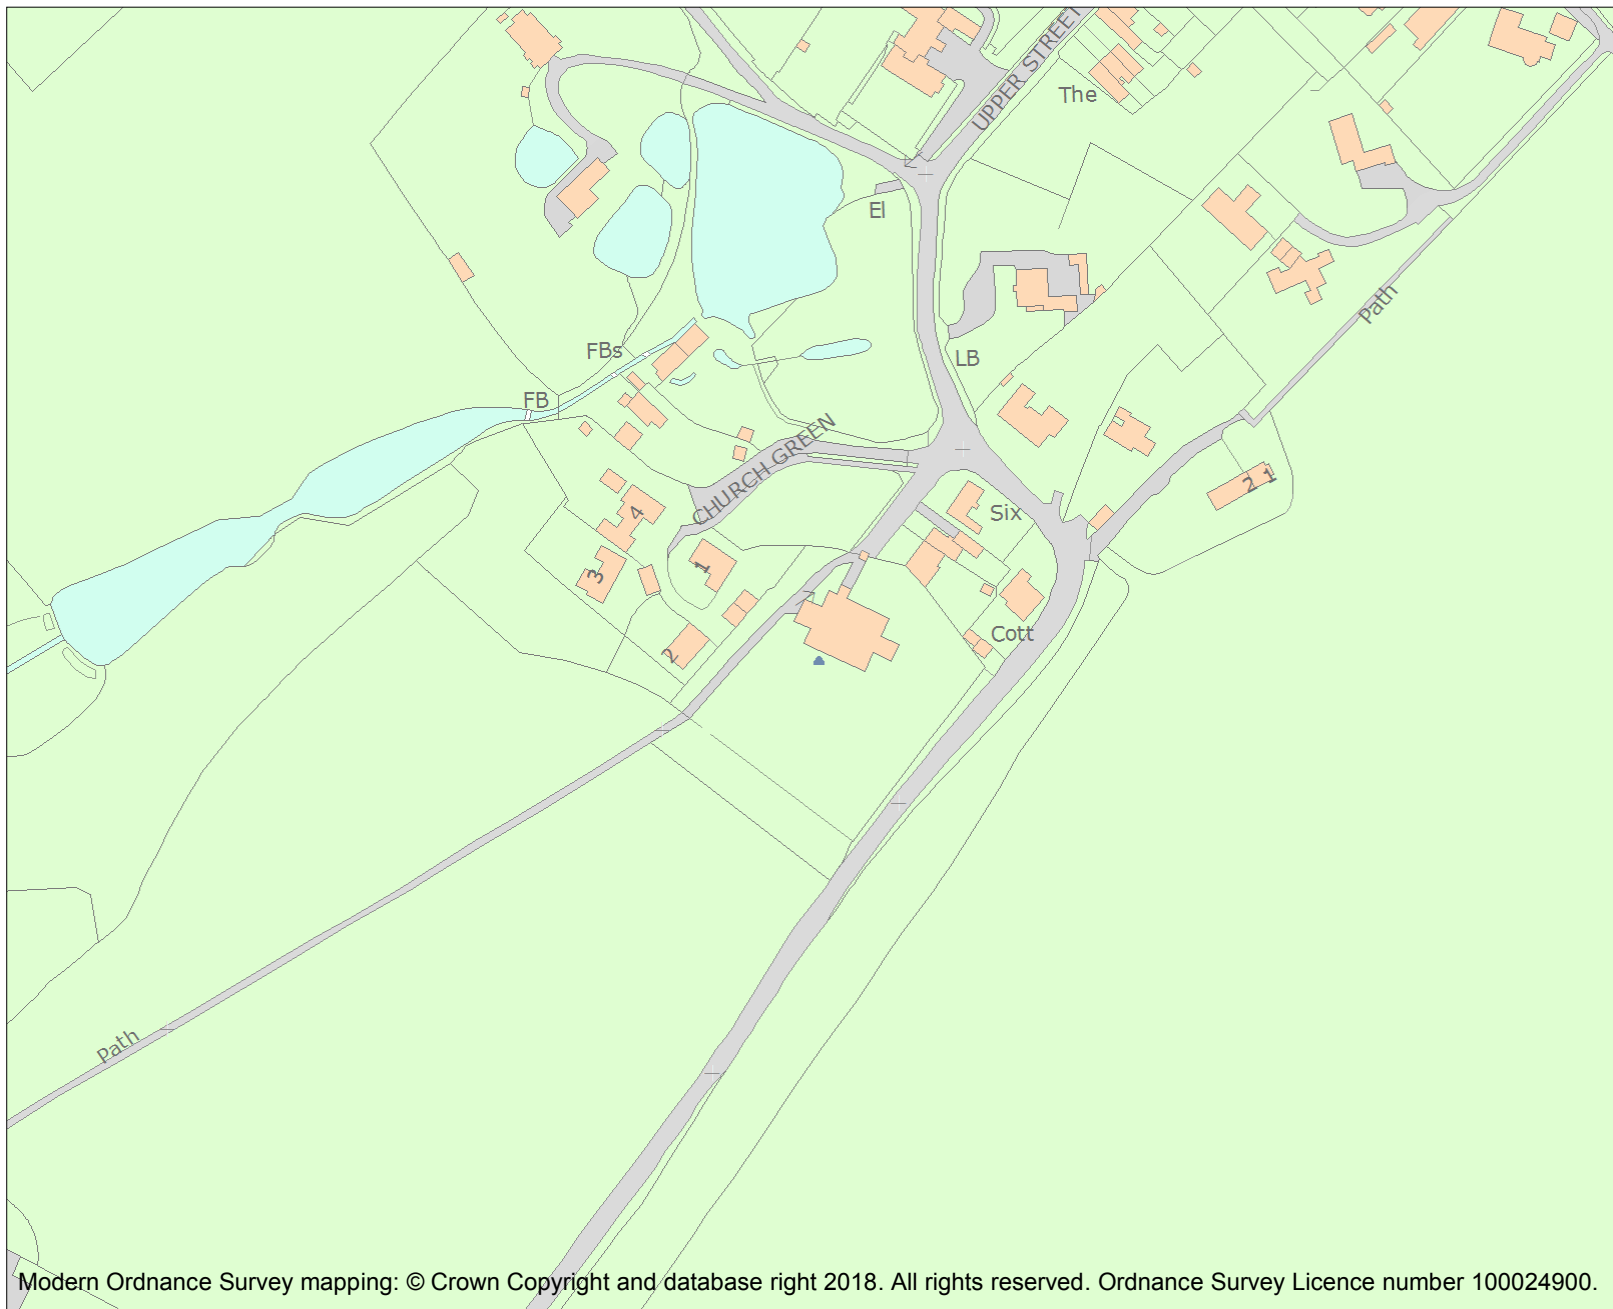 UPPER STREET
The
El
Path
LB
FBs
FB
CHURCH GREEN
2 1
4
Six
1
3
Cott
2
Path
Modern Ordnance Survey mapping: © Crown Copyright and database right 2018. All rights reserved. Ordnance Survey Licence number 100024900.